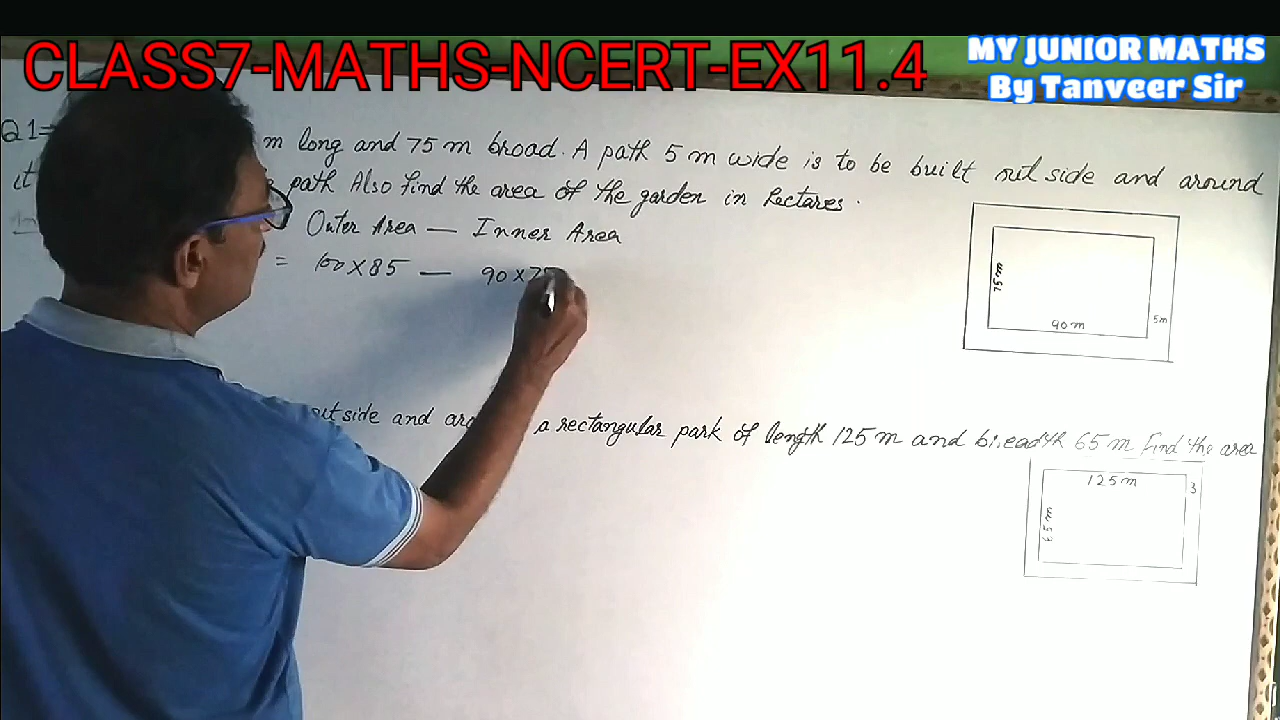 CLASS7-MATHS-NCERT-EX11.4
MY JUNIOR MATHS
By Tanveer Sir
Q1=
m long and 75 m broad. A path 5 m wide is to be built out side and around
it
path Also find the area of the garden in hectares.
Outer Area — Inner Area
= 100 × 85 — 90 × 75
75 m
90 m
5m
out side and
a rectangular park of length 125 m and breadth 65 m find the area
125 m
3
65 m